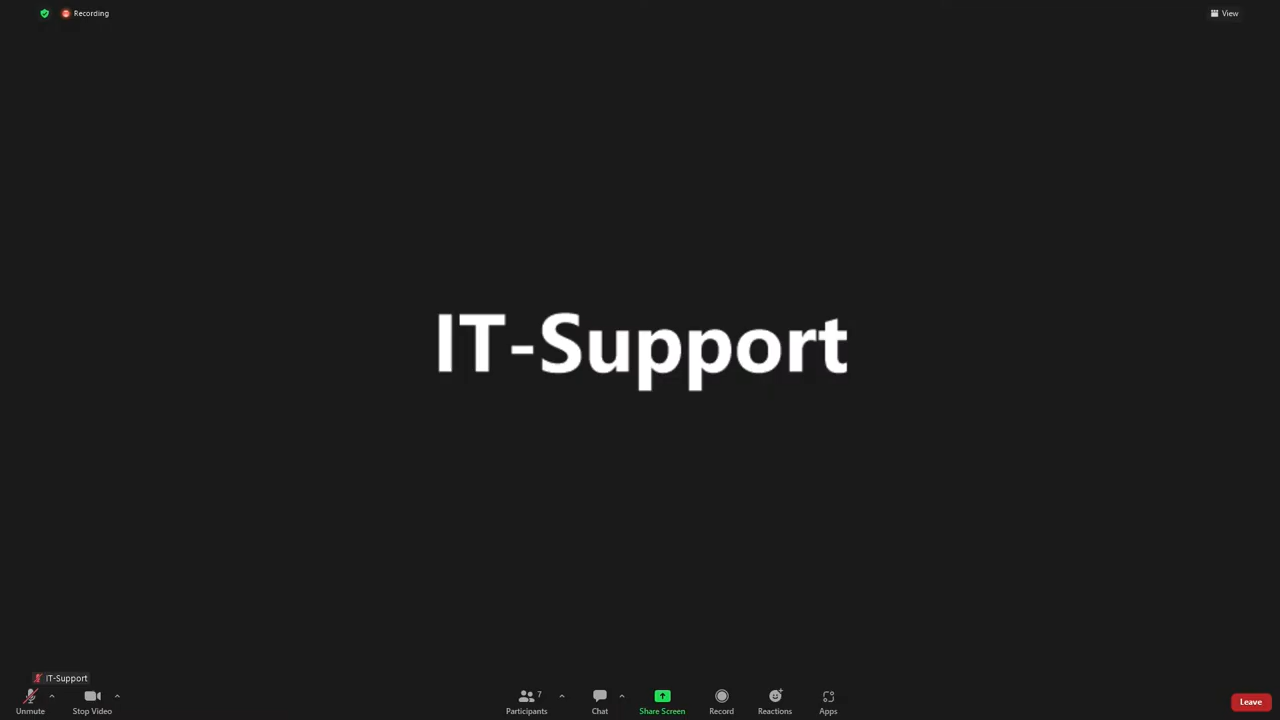 Recording
View
IT-Support
IT-Support
Unmute
Stop Video
7
Participants
Chat
Share Screen
Record
Reactions
Apps
Leave